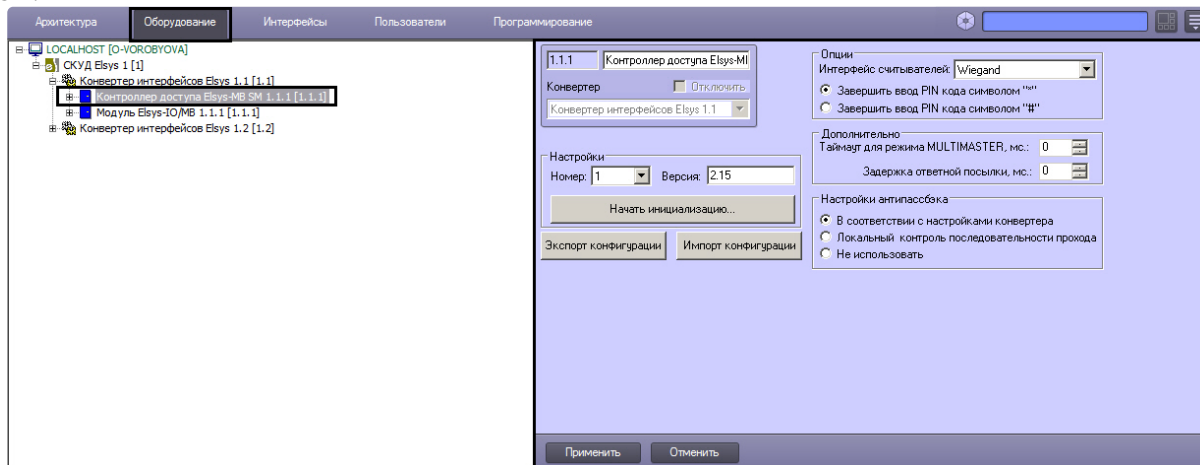 Архитектура Оборудование Интерфейсы Пользователи Программирование
LOCALHOST [O-VOROBYOVA]
СКУД Elsys 1 [1]
Конвертер интерфейсов Elsys 1.1 [1.1]
Контроллер доступа Elsys-MB SM 1.1.1 [1.1.1]
Модуль Elsys-IO/MB 1.1.1 [1.1.1]
Конвертер интерфейсов Elsys 1.2 [1.2]
1.1.1 Контроллер доступа Elsys-MI
Конвертер Отключить
Конвертер интерфейсов Elsys 1.1
Настройки
Номер: 1 Версия: 2.15
Начать инициализацию...
Экспорт конфигурации Импорт конфигурации
Опции
Интерфейс считывателей: Wiegand
Завершить ввод PIN кода символом "*"
Завершить ввод PIN кода символом "#"
Дополнительно
Таймаут для режима MULTIMASTER, мс.: 0
Задержка ответной посылки, мс.: 0
Настройки антипассбэка
В соответствии с настройками конвертера
Локальный контроль последовательности прохода
Не использовать
Применить Отменить